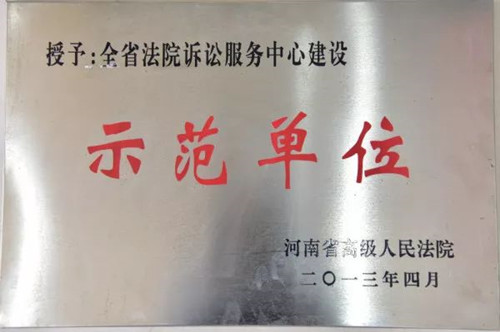 授予:全省法院诉讼服务中心建设
示范单位
河南省高级人民法院
二〇一三年四月